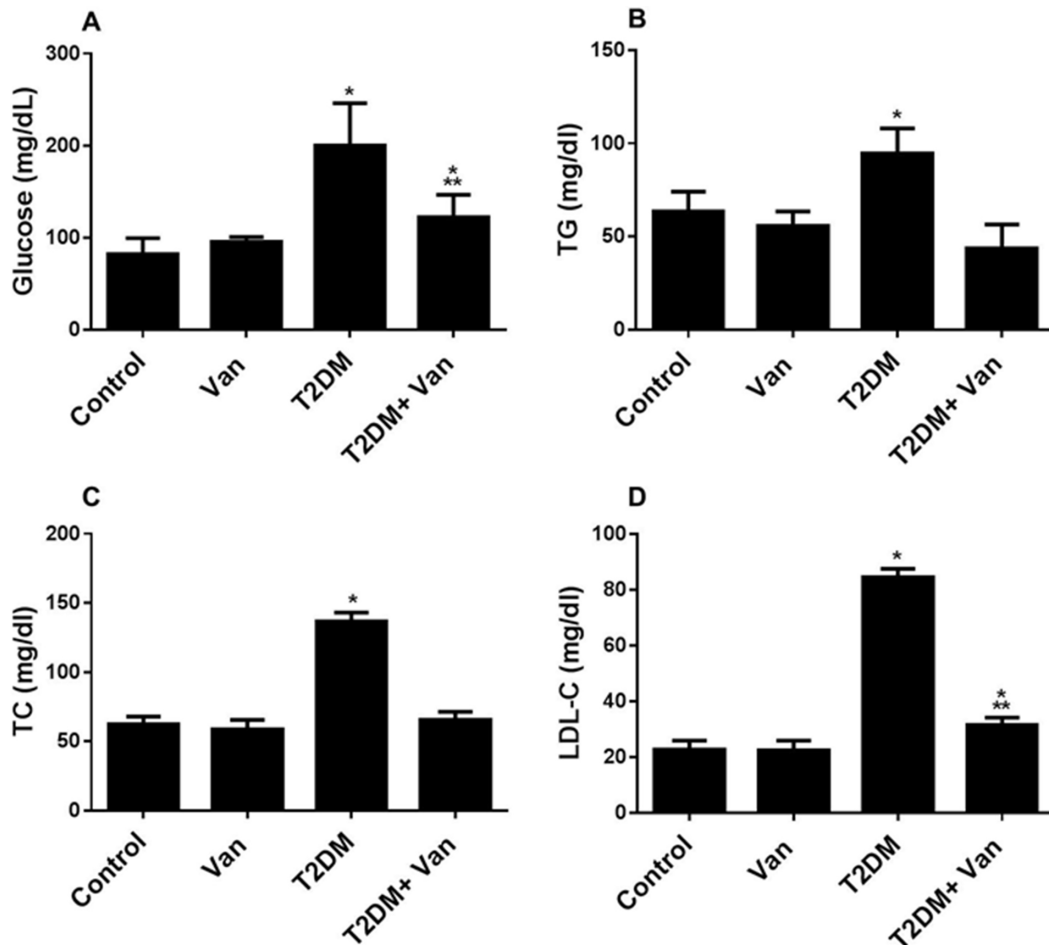 A
Glucose (mg/dL)
300
200
100
0
*
*
**
Control
Van
T2DM
T2DM+ Van
B
TG (mg/dl)
150
100
50
0
*
Control
Van
T2DM
T2DM+ Van
C
TC (mg/dl)
200
150
100
50
0
*
Control
Van
T2DM
T2DM+ Van
D
LDL-C (mg/dl)
100
80
60
40
20
0
*
*
**
Control
Van
T2DM
T2DM+ Van